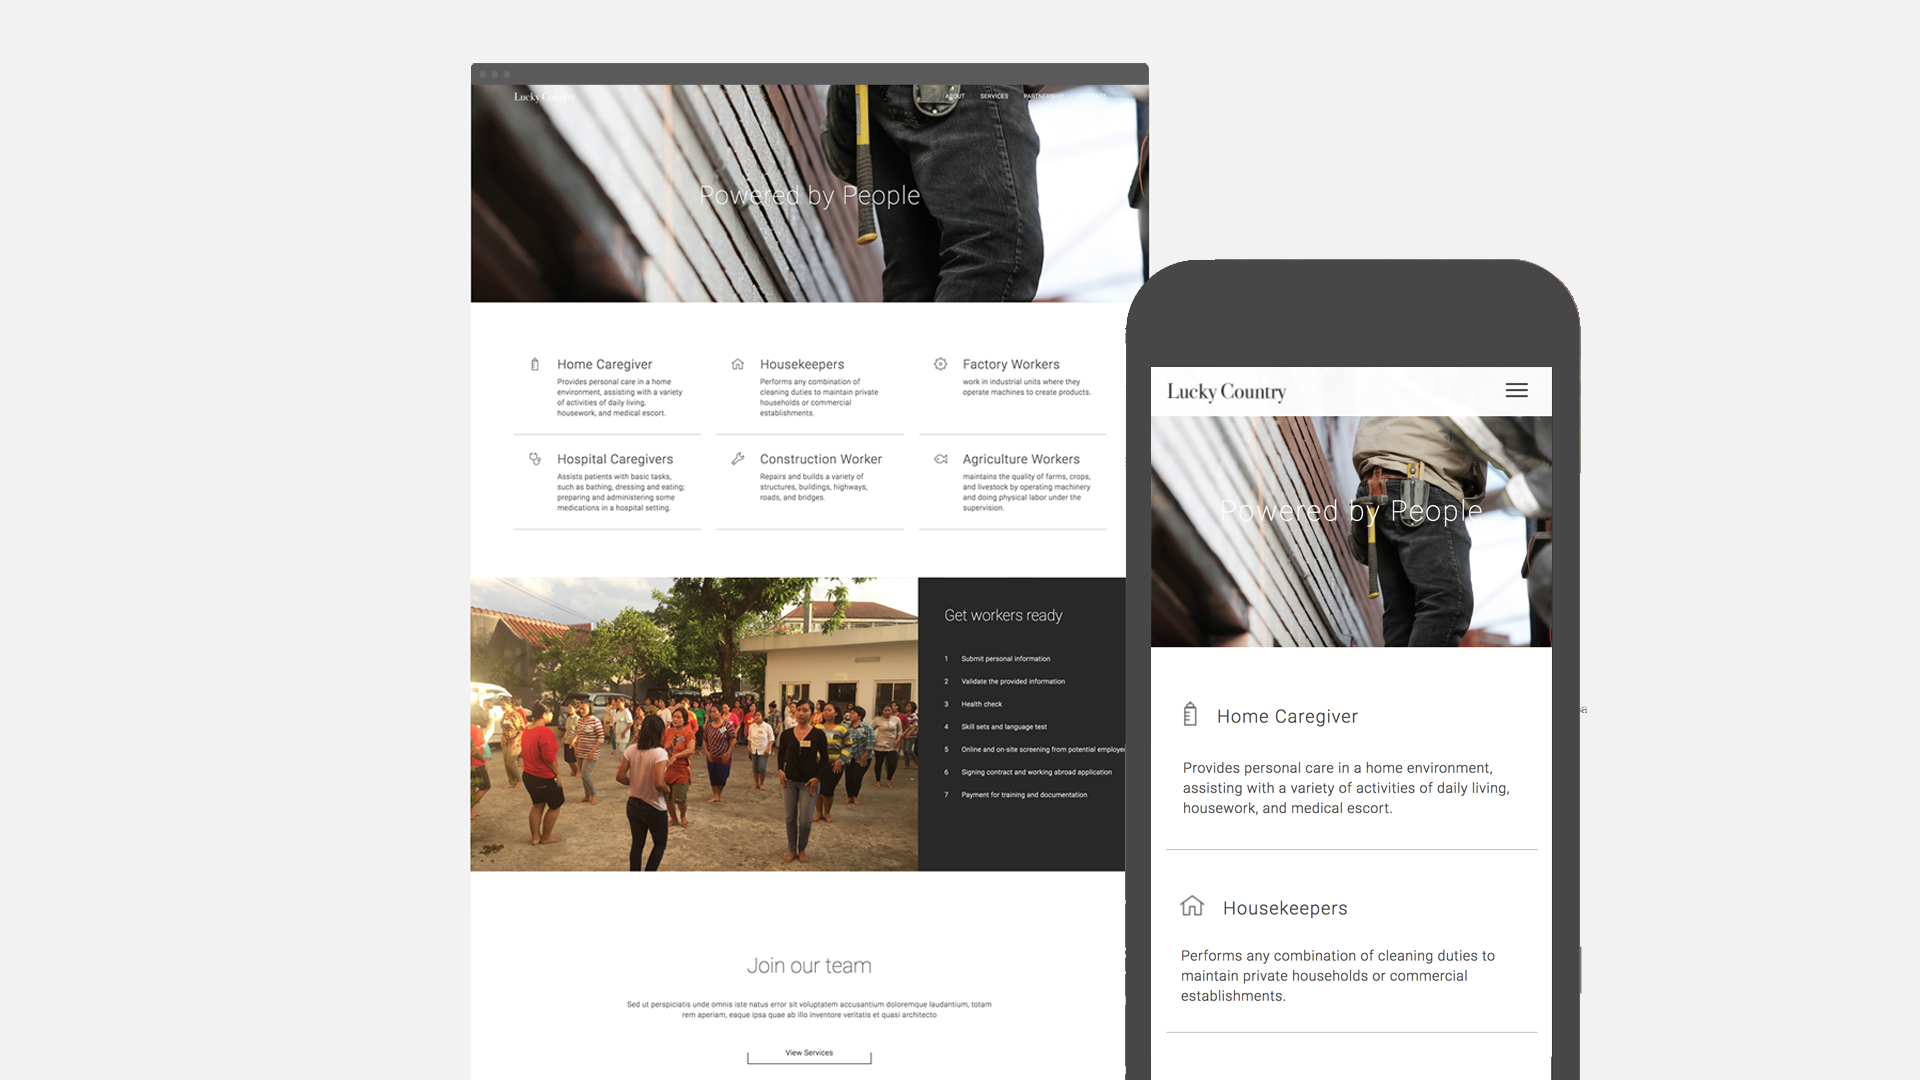 Lucky Country
ABOUT SERVICES PARTNERSHIP
Powered by People
Home Caregiver
Provides personal care in a home
environment, assisting with a variety
of activities of daily living,
housework, and medical escort.
Housekeepers
Performs any combination of
cleaning duties to maintain private
households or commercial
establishments.
Factory Workers
work in industrial units where they
operate machines to create products.
Hospital Caregivers
Assists patients with basic tasks,
such as bathing, dressing and eating;
preparing and administering some
medications in a hospital setting.
Construction Worker
Repairs and builds a variety of
structures, buildings, highways,
roads, and bridges.
Agriculture Workers
maintains the quality of farms, crops,
and livestock by operating machinery
and doing physical labor under the
supervision.
Get workers ready
1 Submit personal information
2 Validate the provided information
3 Health check
4 Skill sets and language test
5 Online and on-site screening from potential employe
6 Signing contract and working abroad application
7 Payment for training and documentation
Join our team
Sed ut perspiciatis unde omnis iste natus error sit voluptatem accusantium doloremque laudantium, totam
rem aperiam, eaque ipsa quae ab illo inventore veritatis et quasi architecto
View Services
Lucky Country
Powered by People
Home Caregiver
Provides personal care in a home environment,
assisting with a variety of activities of daily living,
housework, and medical escort.
Housekeepers
Performs any combination of cleaning duties to
maintain private households or commercial
establishments.